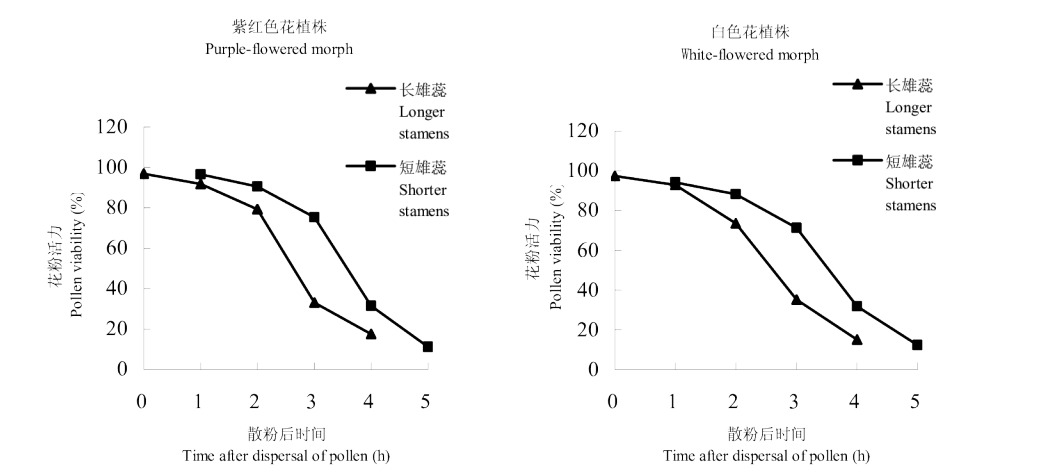 紫红色花植株
Purple-flowered morph
长雄蕊
Longer
stamens
短雄蕊
Shorter
stamens
120
100
80
60
40
20
0
花粉活力
Pollen viability (%)
0 1 2 3 4 5
散粉后时间
Time after dispersal of pollen (h)
白色花植株
White-flowered morph
长雄蕊
Longer
stamens
短雄蕊
Shorter
stamens
120
100
80
60
40
20
0
花粉活力
Pollen viability (%)
0 1 2 3 4 5
散粉后时间
Time after dispersal of pollen (h)